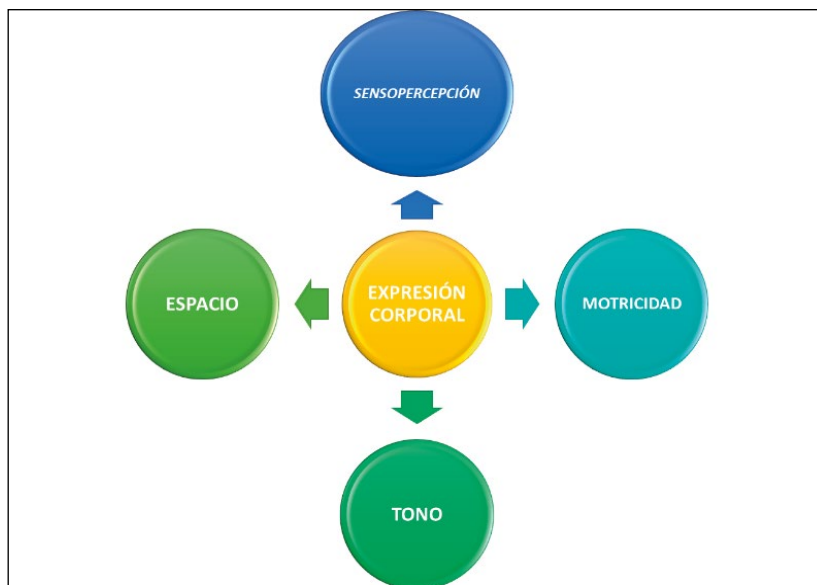 SENSOPERCEPCIÓN
ESPACIO
EXPRESIÓN
CORPORAL
MOTRICIDAD
TONO